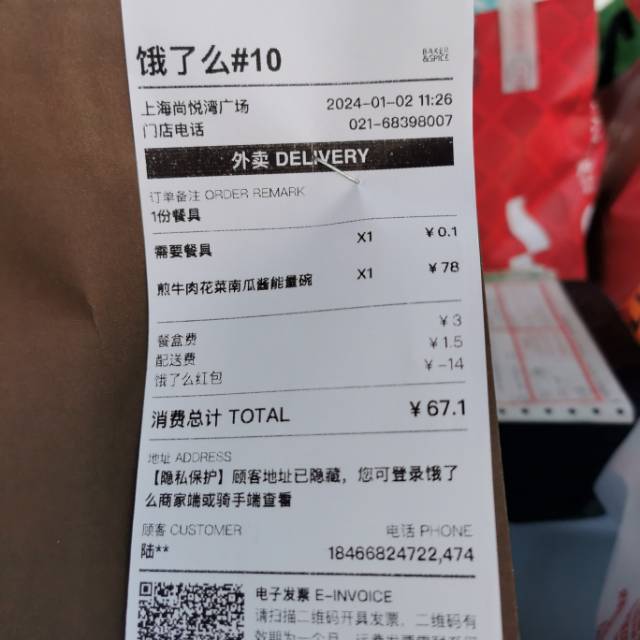 饿了么#10
BAKER
&SPICE
上海尚悦湾广场 2024-01-02 11:26
门店电话 021-68398007
外卖 DELIVERY
订单备注 ORDER REMARK
1份餐具
需要餐具 X1 ￥0.1
煎牛肉花菜南瓜酱能量碗 X1 ￥78
餐盒费 ￥3
配送费 ￥1.5
饿了么红包 ￥-14
消费总计 TOTAL ￥67.1
地址 ADDRESS
【隐私保护】顾客地址已隐藏，您可登录饿了
么商家端或骑手端查看
顾客 CUSTOMER 电话 PHONE
陆** 18466824722,474
电子发票 E-INVOICE
请扫描二维码开具发票，二维码有